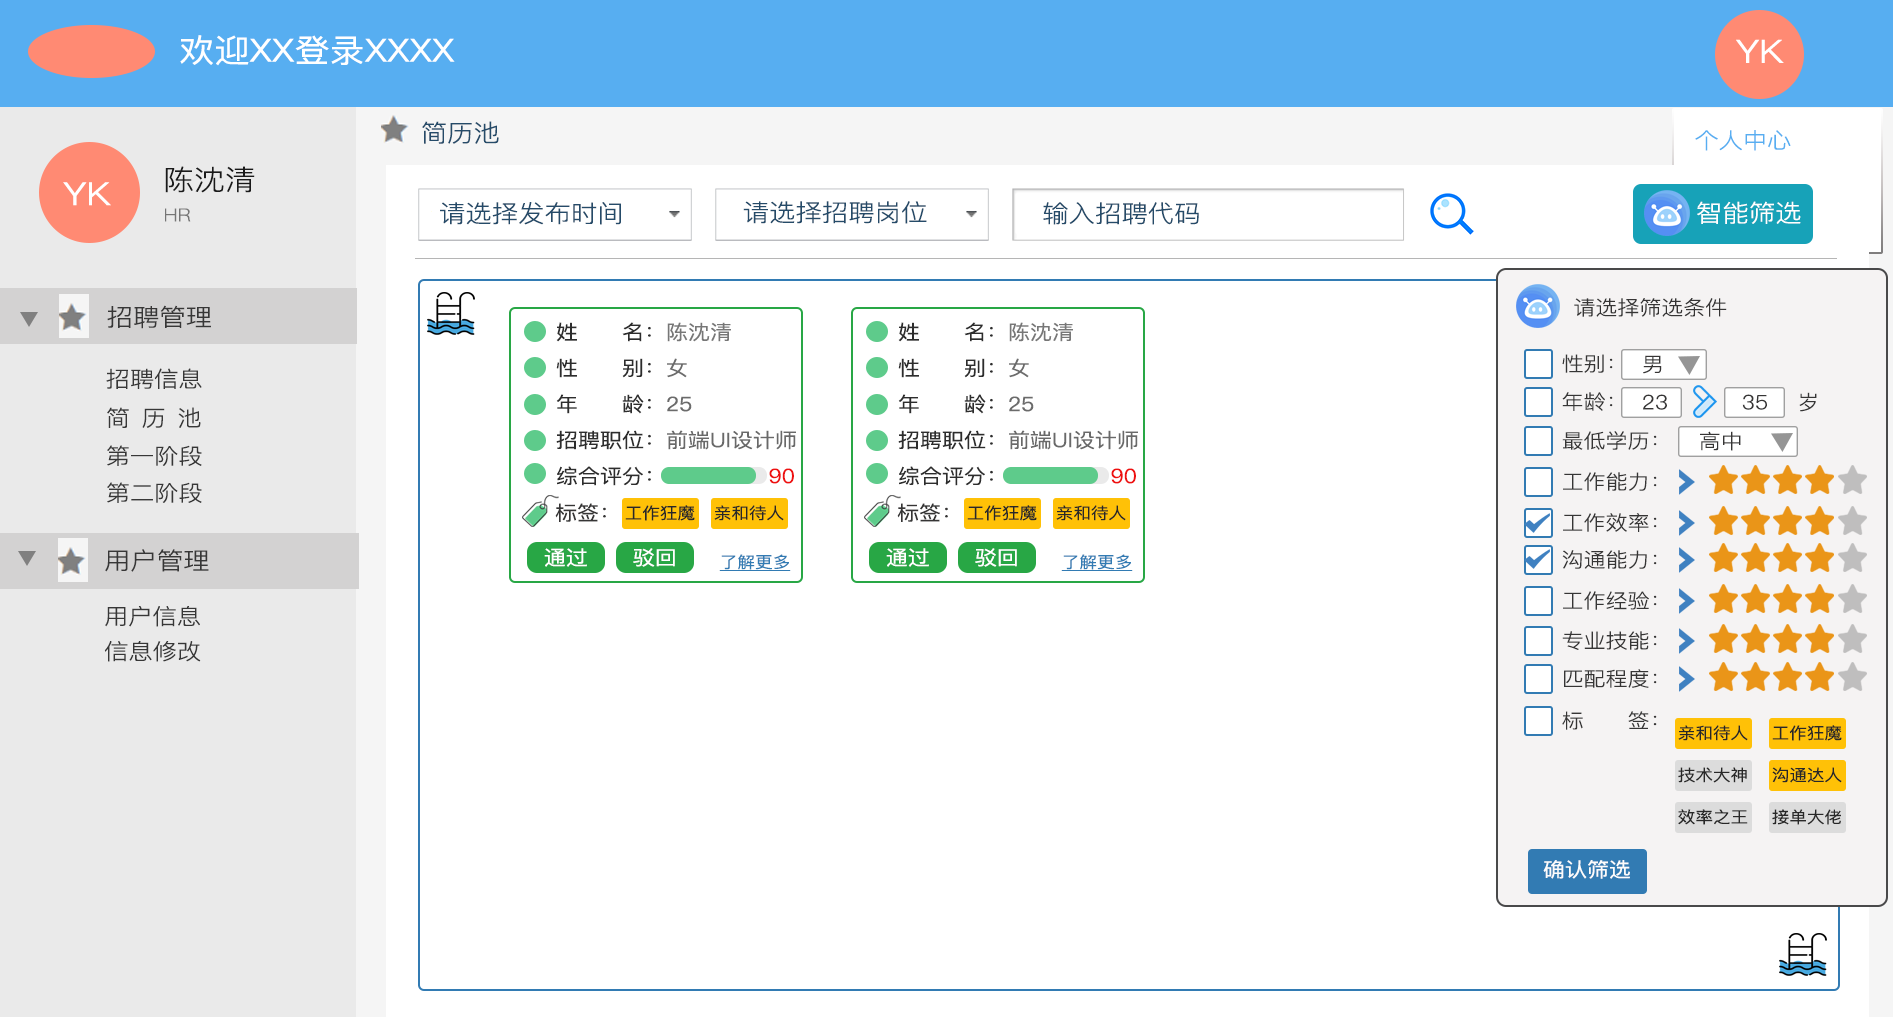 欢迎XX登录XXXX
YK
YK
陈沈清
HR
招聘管理
招聘信息
简 历 池
第一阶段
第二阶段
用户管理
用户信息
信息修改
简历池
个人中心
请选择发布时间
请选择招聘岗位
输入招聘代码
智能筛选
姓 名： 陈沈清
性 别： 女
年 龄： 25
招聘职位： 前端UI设计师
综合评分： 90
标签： 工作狂魔 亲和待人
通过 驳回 了解更多
姓 名： 陈沈清
性 别： 女
年 龄： 25
招聘职位： 前端UI设计师
综合评分： 90
标签： 工作狂魔 亲和待人
通过 驳回 了解更多
请选择筛选条件
性别： 男
年龄： 23 35 岁
最低学历： 高中
工作能力：
工作效率：
沟通能力：
工作经验：
专业技能：
匹配程度：
标 签： 亲和待人 工作狂魔
技术大神 沟通达人
效率之王 接单大佬
确认筛选